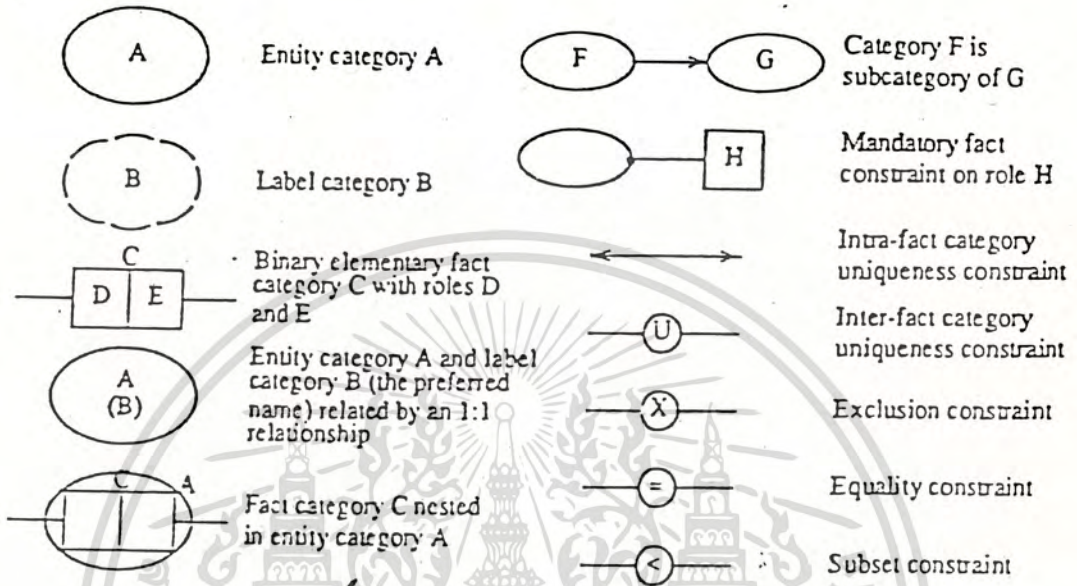 A
Entity category A
B
Label category B
C
D E
Binary elementary fact
category C with roles D
and E
A
(B)
Entity category A and label
category B (the preferred
name) related by an 1:1
relationship
C A
Fact category C nested
in entity category A
F G
Category F is
subcategory of G
H
Mandatory fact
constraint on role H
Intra-fact category
uniqueness constraint
U
Inter-fact category
uniqueness constraint
X
Exclusion constraint
=
Equality constraint
<
Subset constraint